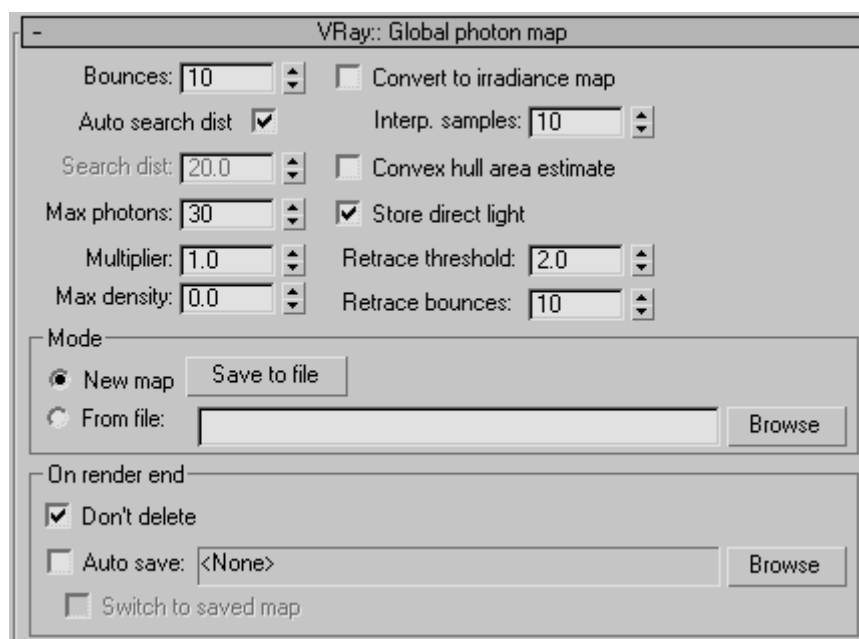 - VRay:: Global photon map
Bounces: 10 Convert to irradiance map
Auto search dist Interp. samples: 10
Search dist: 20.0 Convex hull area estimate
Max photons: 30 Store direct light
Multiplier: 1.0 Retrace threshold: 2.0
Max density: 0.0 Retrace bounces: 10
Mode
New map Save to file
From file: Browse
On render end
Don't delete
Auto save: <None> Browse
Switch to saved map